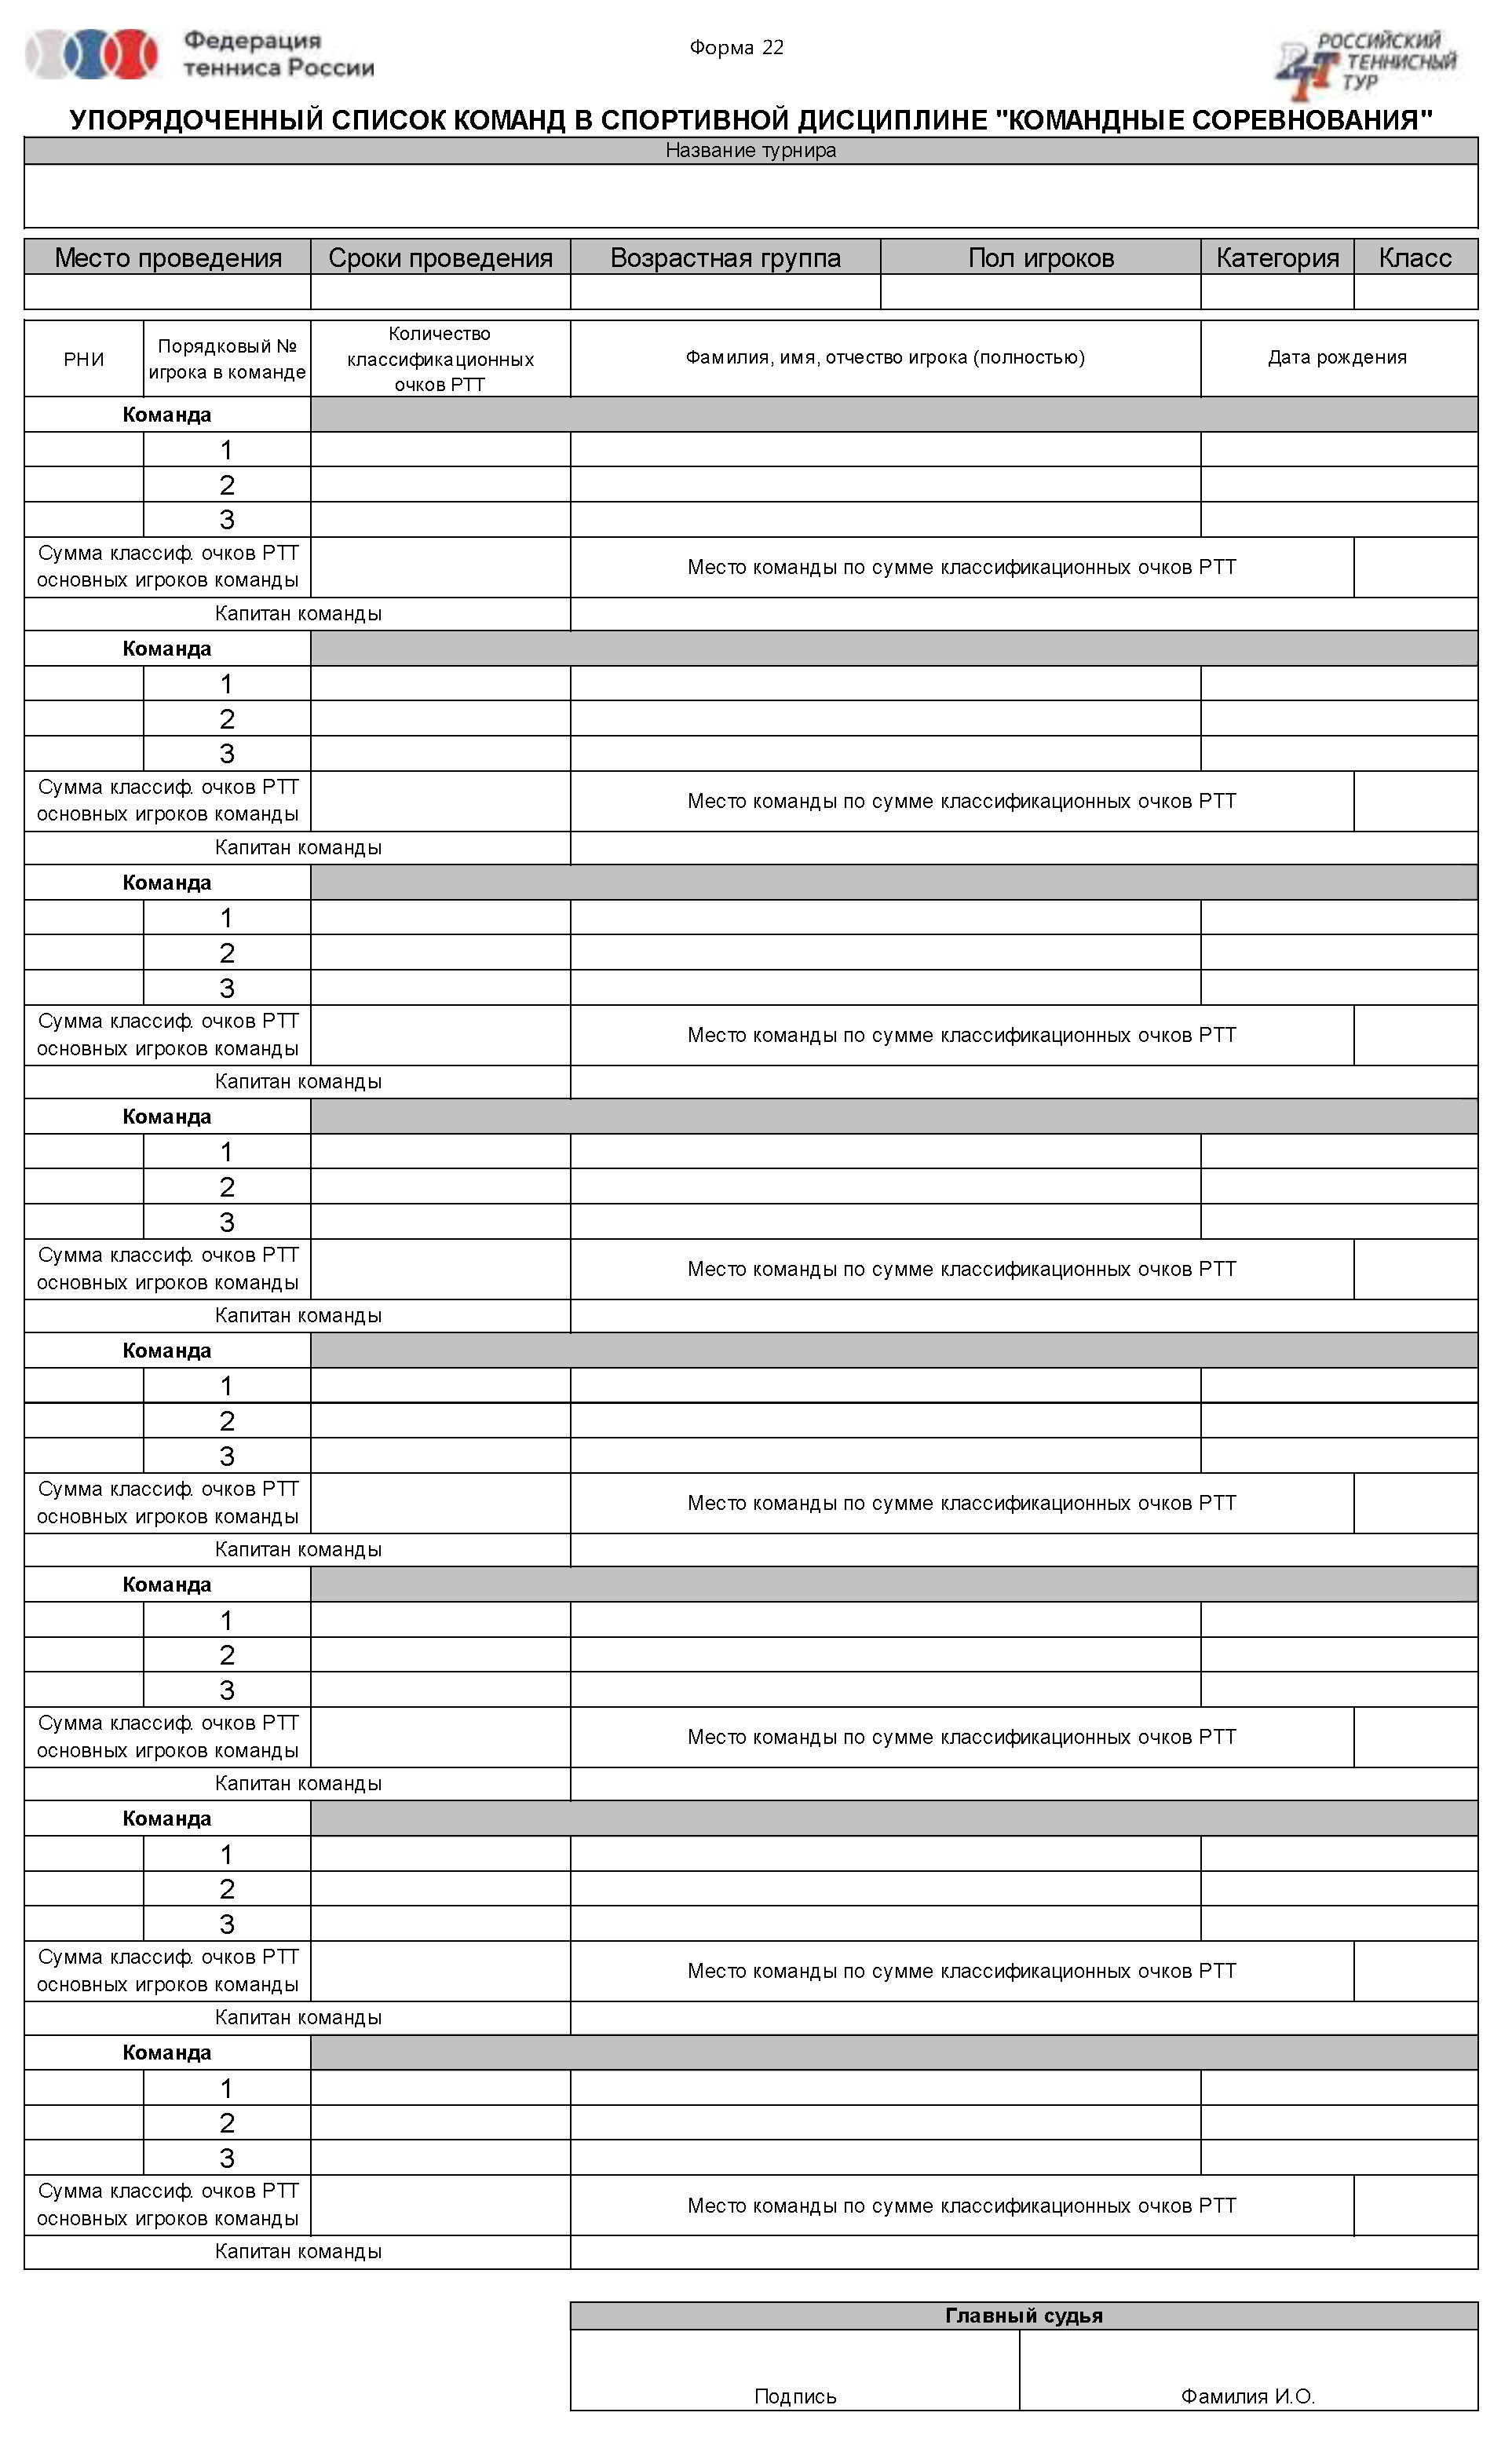 Федерация
тенниса России
Форма 22
РОССИЙСКИЙ
ТЕННИСНЫЙ
ТУР
РТТ
УПОРЯДОЧЕННЫЙ СПИСОК КОМАНД В СПОРТИВНОЙ ДИСЦИПЛИНЕ "КОМАНДНЫЕ СОРЕВНОВАНИЯ"
Название турнира
Место проведения Сроки проведения Возрастная группа Пол игроков Категория Класс
РНИ
Порядковый №
игрока в команде
Количество
классификационных
очков РТТ
Фамилия, имя, отчество игрока (полностью)
Дата рождения
Команда
1
2
3
Сумма классиф. очков РТТ
основных игроков команды
Место команды по сумме классификационных очков РТТ
Капитан команды
Команда
1
2
3
Сумма классиф. очков РТТ
основных игроков команды
Место команды по сумме классификационных очков РТТ
Капитан команды
Команда
1
2
3
Сумма классиф. очков РТТ
основных игроков команды
Место команды по сумме классификационных очков РТТ
Капитан команды
Команда
1
2
3
Сумма классиф. очков РТТ
основных игроков команды
Место команды по сумме классификационных очков РТТ
Капитан команды
Команда
1
2
3
Сумма классиф. очков РТТ
основных игроков команды
Место команды по сумме классификационных очков РТТ
Капитан команды
Команда
1
2
3
Сумма классиф. очков РТТ
основных игроков команды
Место команды по сумме классификационных очков РТТ
Капитан команды
Команда
1
2
3
Сумма классиф. очков РТТ
основных игроков команды
Место команды по сумме классификационных очков РТТ
Капитан команды
Команда
1
2
3
Сумма классиф. очков РТТ
основных игроков команды
Место команды по сумме классификационных очков РТТ
Капитан команды
Главный судья
Подпись Фамилия И.О.